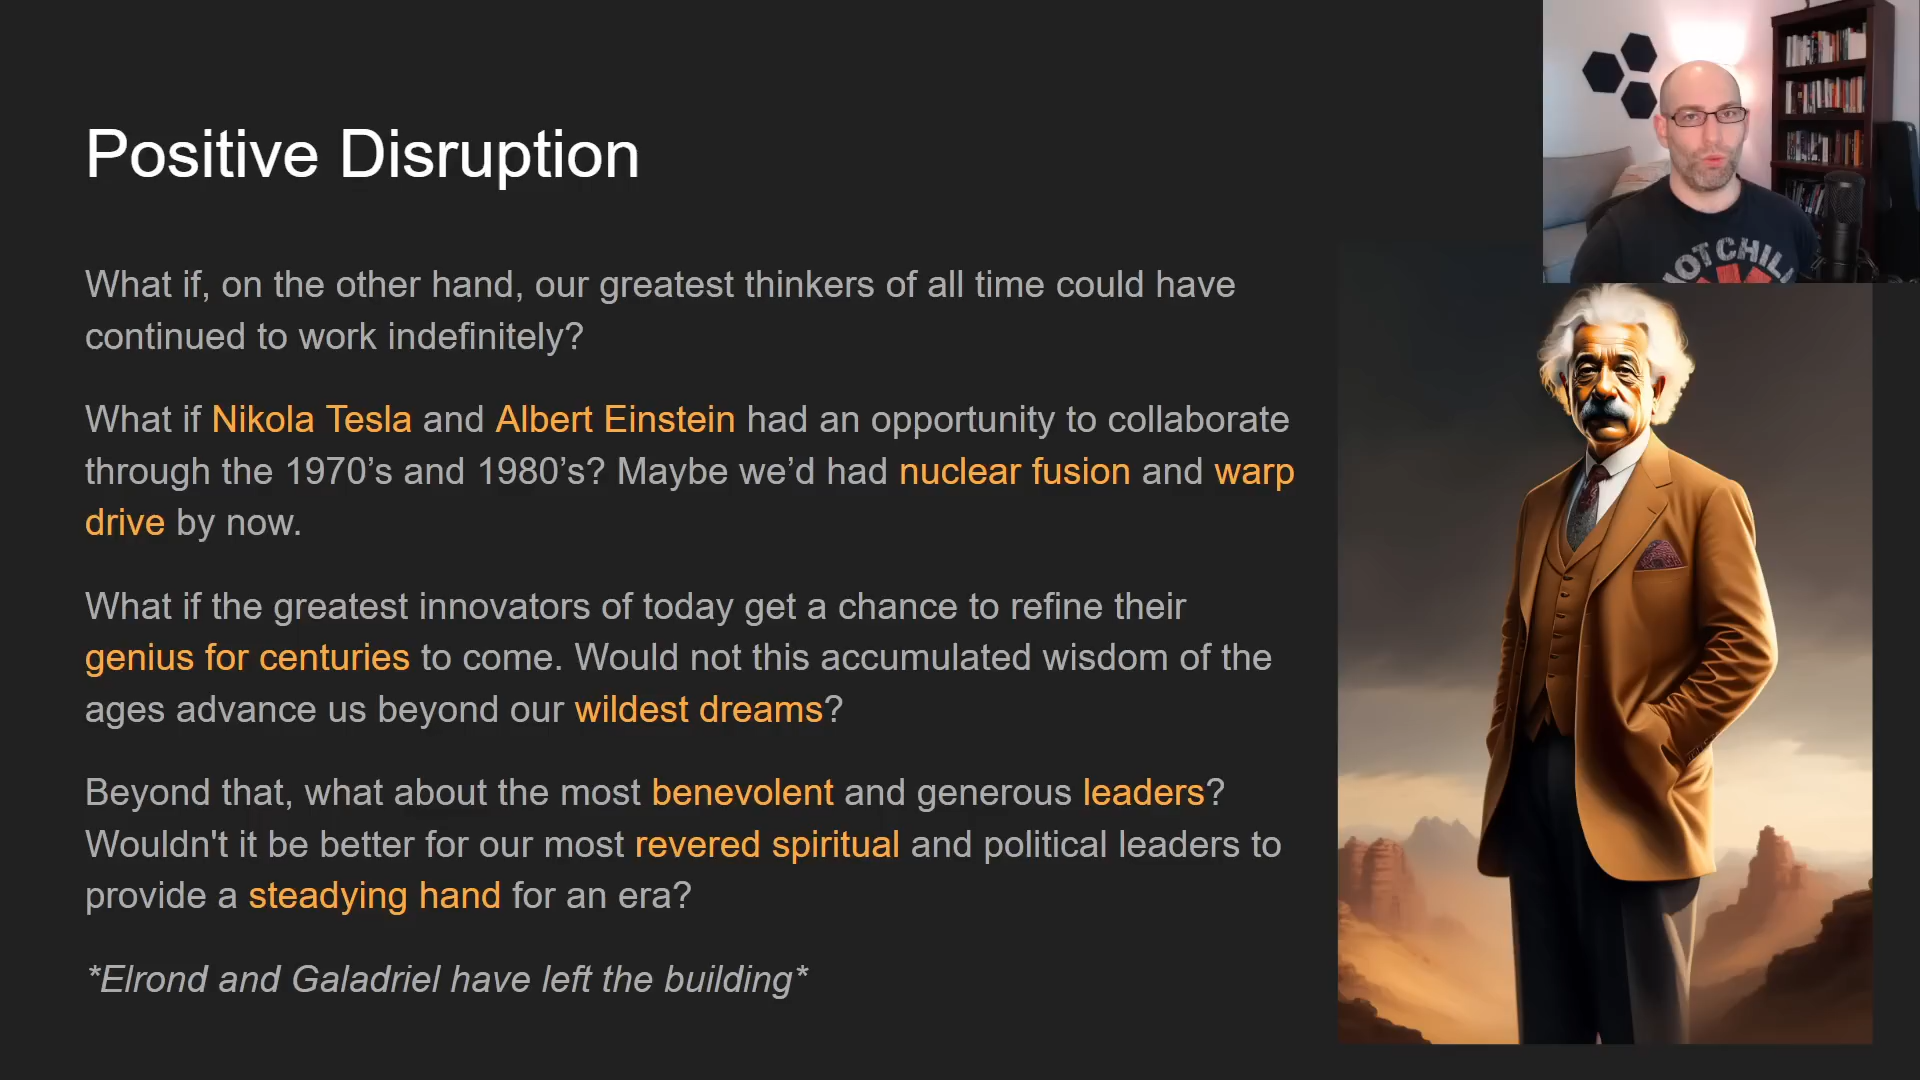 Positive Disruption
What if, on the other hand, our greatest thinkers of all time could have
continued to work indefinitely?
What if Nikola Tesla and Albert Einstein had an opportunity to collaborate
through the 1970’s and 1980’s? Maybe we’d had nuclear fusion and warp
drive by now.
What if the greatest innovators of today get a chance to refine their
genius for centuries to come. Would not this accumulated wisdom of the
ages advance us beyond our wildest dreams?
Beyond that, what about the most benevolent and generous leaders?
Wouldn't it be better for our most revered spiritual and political leaders to
provide a steadying hand for an era?
*Elrond and Galadriel have left the building*
HOT CHILI